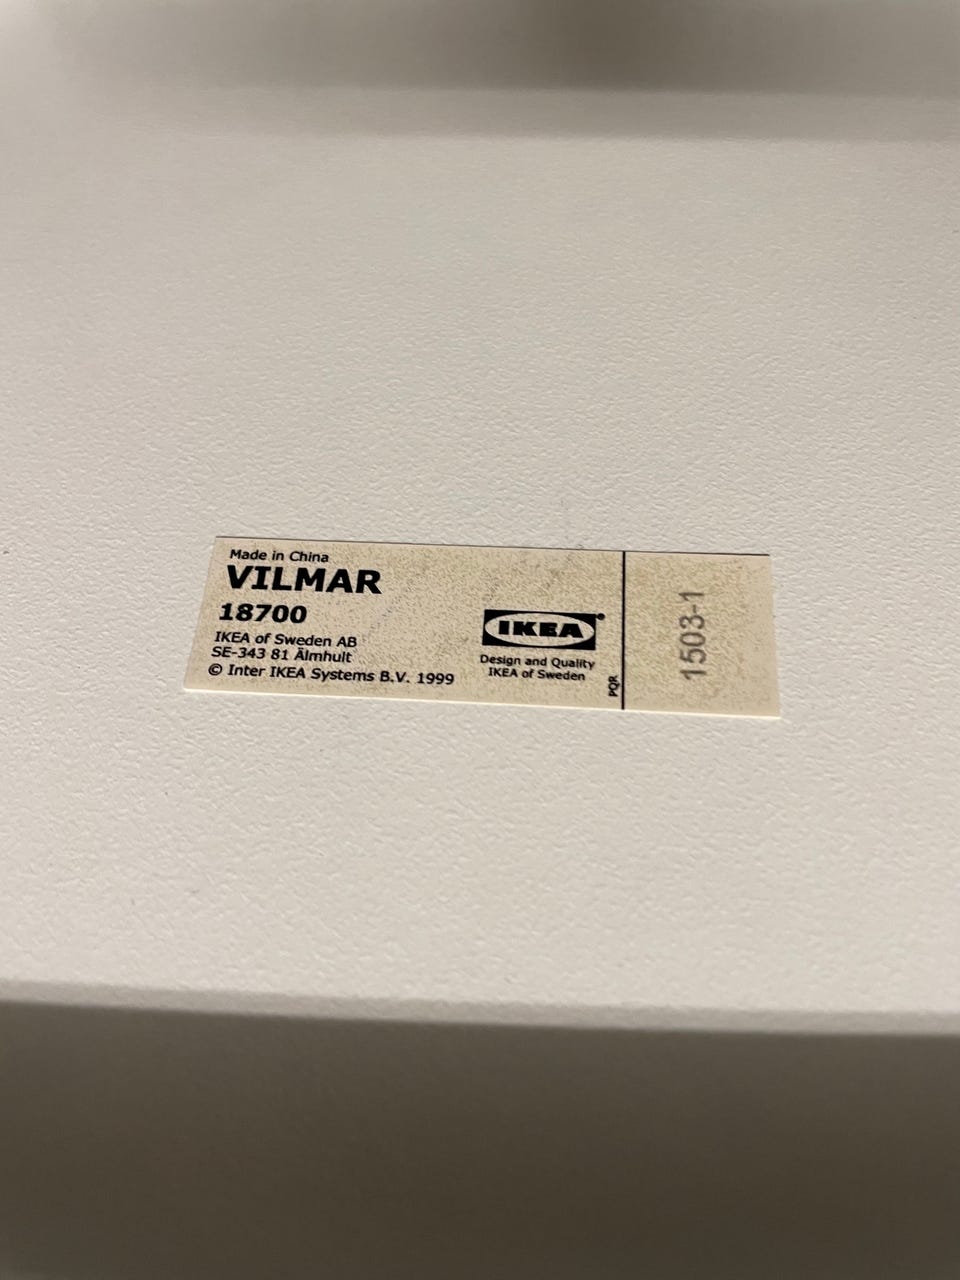 Made in China
VILMAR
18700
IKEA of Sweden AB
SE-343 81 Älmhult
© Inter IKEA Systems B.V. 1999
IKEA®
Design and Quality
IKEA of Sweden
PQR
1503-1